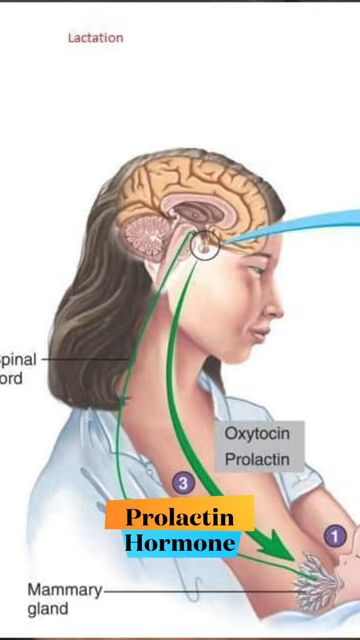 Lactation
pinal
ord
Oxytocin
Prolactin
3
Prolactin
Hormone
1
Mammary
gland